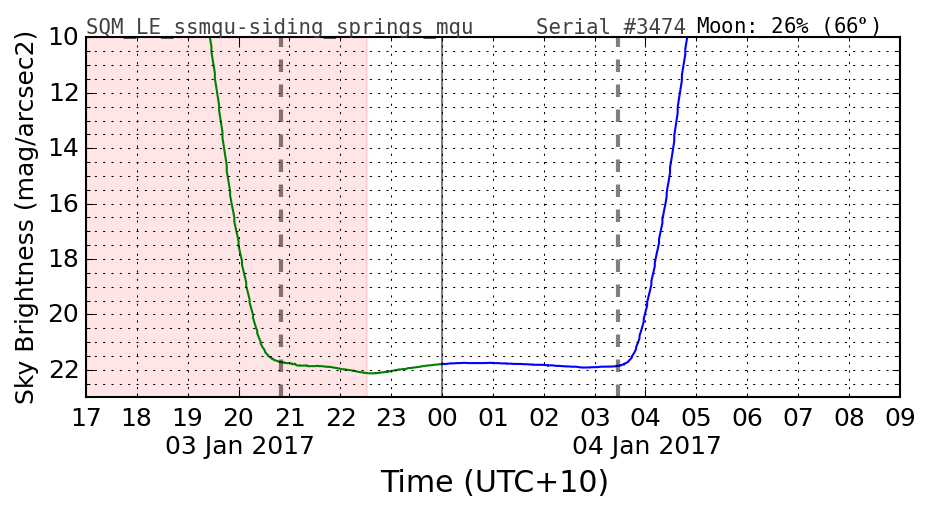 SQM_LE_ssmqu-siding_springs_mqu Serial #3474 Moon: 26% (66°)
Sky Brightness (mag/arcsec2)
10
12
14
16
18
20
22
17 18 19 20 21 22 23 00 01 02 03 04 05 06 07 08 09
03 Jan 2017 04 Jan 2017
Time (UTC+10)